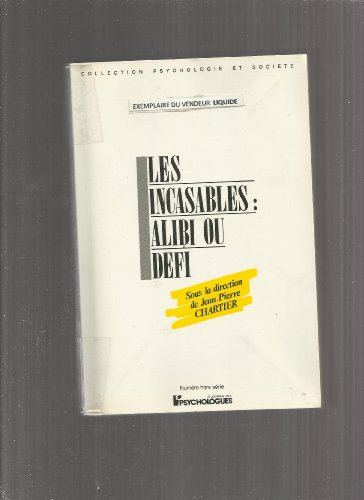 COLLECTION PSYCHOLOGIE ET SOCIÉTÉ
EXEMPLAIRE DU VENDEUR LIQUIDE
LES
INCASABLES :
ALIBI OU
DEFI
Sous la direction
de Jean-Pierre
CHARTIER
Numéro hors série
PSYCHOLOGUES